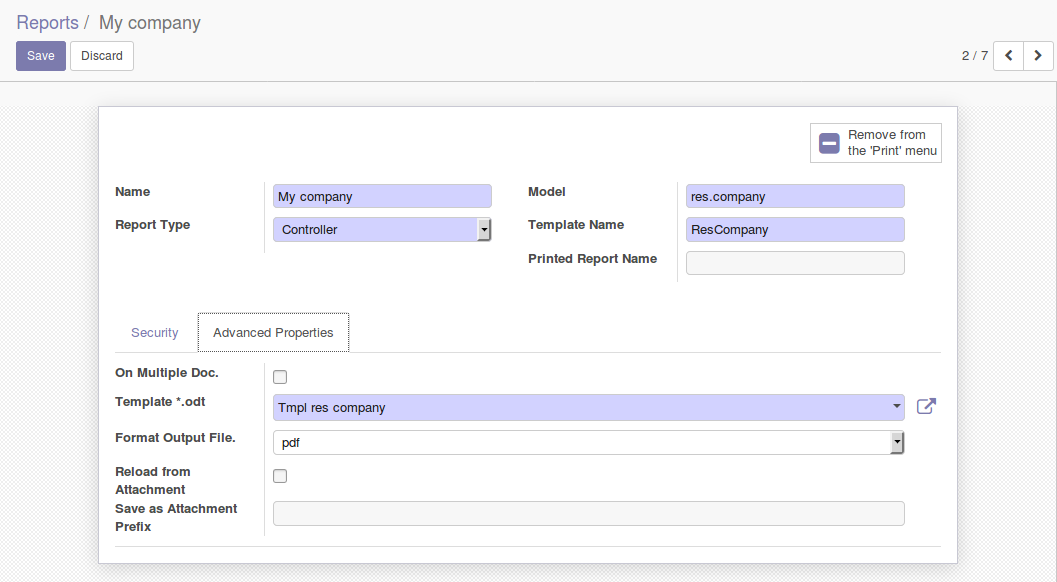 Reports / My company
Save Discard 2 / 7
Remove from
the 'Print' menu
Name My company Model res.company
Report Type Controller Template Name ResCompany
Printed Report Name
Security Advanced Properties
On Multiple Doc.
Template *.odt Tmpl res company
Format Output File. pdf
Reload from
Attachment
Save as Attachment
Prefix